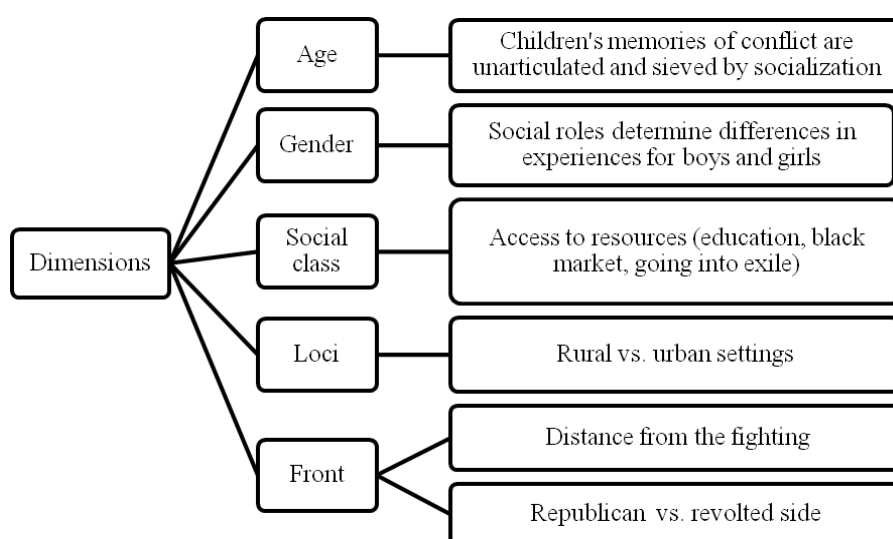 Dimensions
Age
Children's memories of conflict are
unarticulated and sieved by socialization
Gender
Social roles determine differences in
experiences for boys and girls
Social
class
Access to resources (education, black
market, going into exile)
Loci
Rural vs. urban settings
Front
Distance from the fighting
Republican vs. revolted side